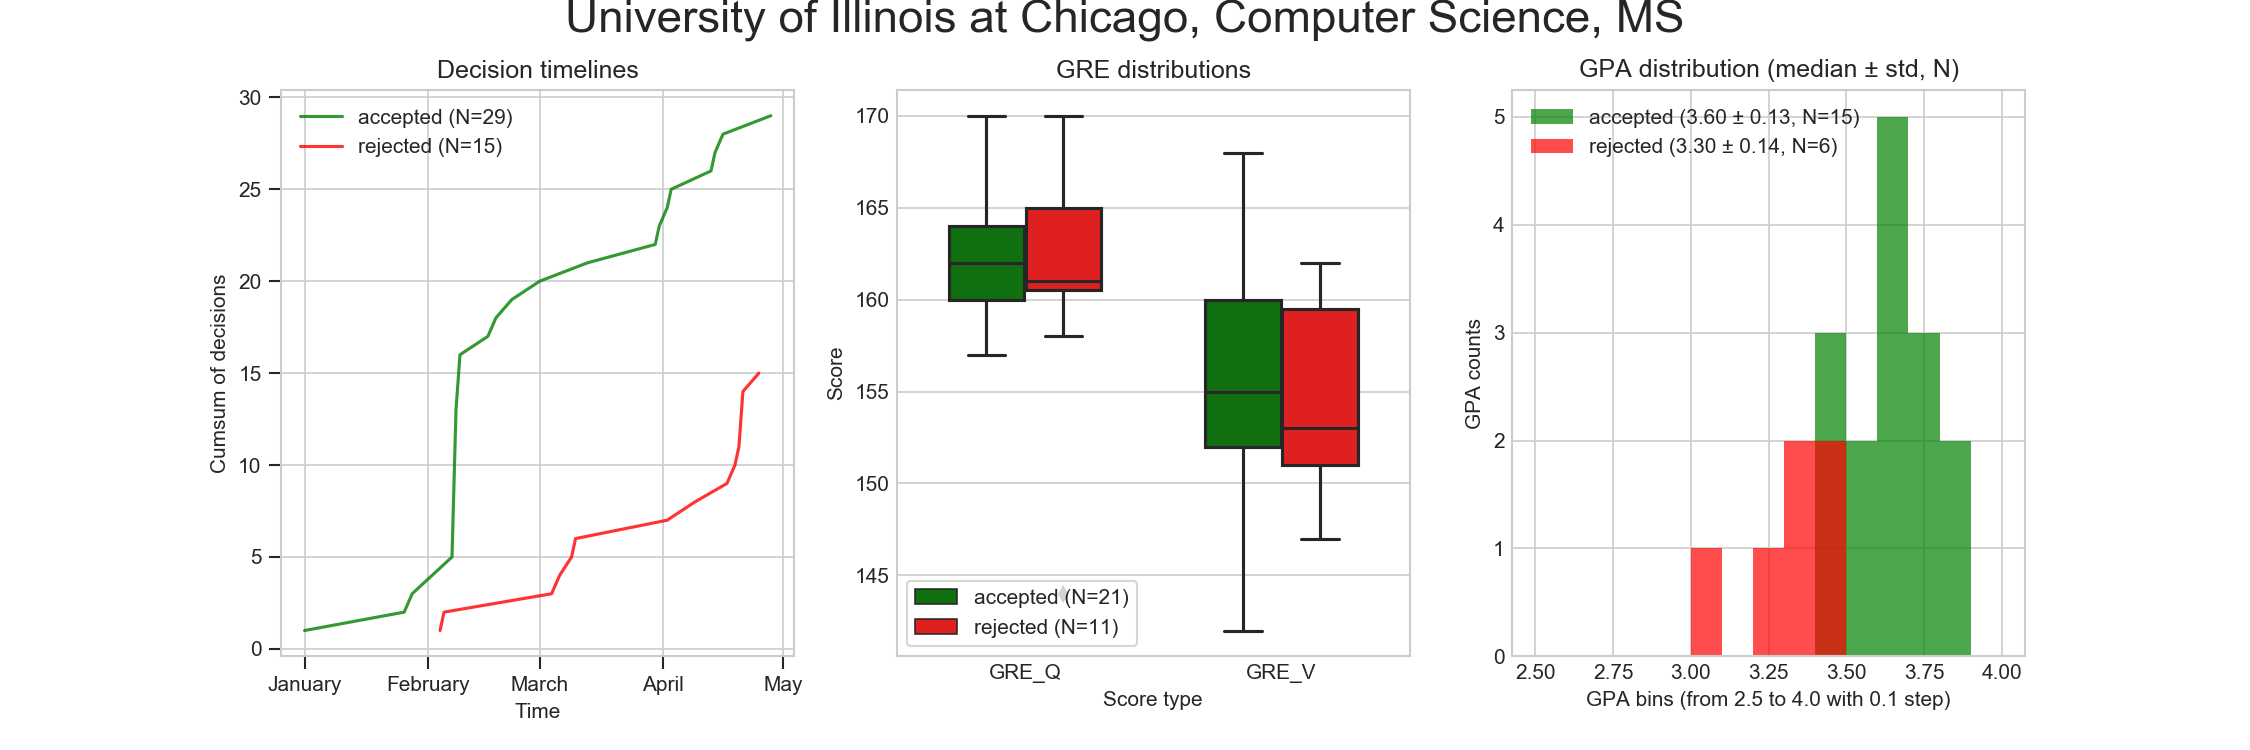 University of Illinois at Chicago, Computer Science, MS
Decision timelines
30
25
20
15
10
5
0
Cumsum of decisions
accepted (N=29)
rejected (N=15)
January February March April May
Time
GRE distributions
170
165
160
155
150
145
Score
accepted (N=21)
rejected (N=11)
GRE_Q GRE_V
Score type
GPA distribution (median ± std, N)
5
4
3
2
1
0
GPA counts
accepted (3.60 ± 0.13, N=15)
rejected (3.30 ± 0.14, N=6)
2.50 2.75 3.00 3.25 3.50 3.75 4.00
GPA bins (from 2.5 to 4.0 with 0.1 step)